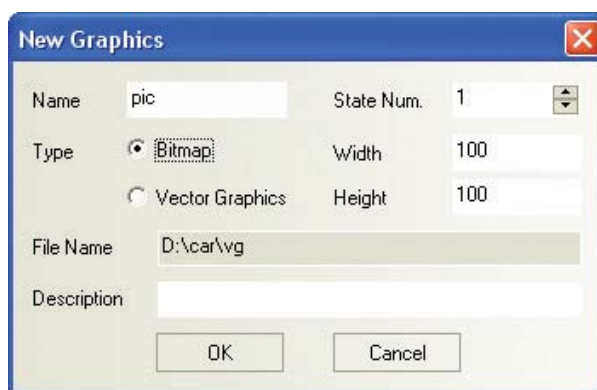 New Graphics
Name pic State Num. 1
Type Bitmap Width 100
Vector Graphics Height 100
File Name D:\car\vg
Description
OK Cancel